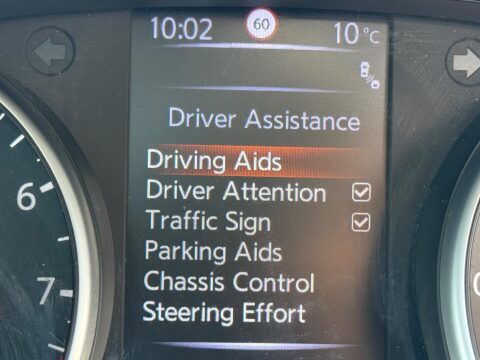 10:02 60 10°C
Driver Assistance
Driving Aids
Driver Attention
Traffic Sign
Parking Aids
Chassis Control
Steering Effort
6
7